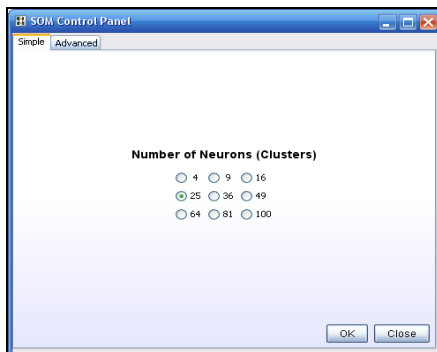 SOM Control Panel
Simple Advanced
Number of Neurons (Clusters)
4 9 16
25 36 49
64 81 100
OK Close